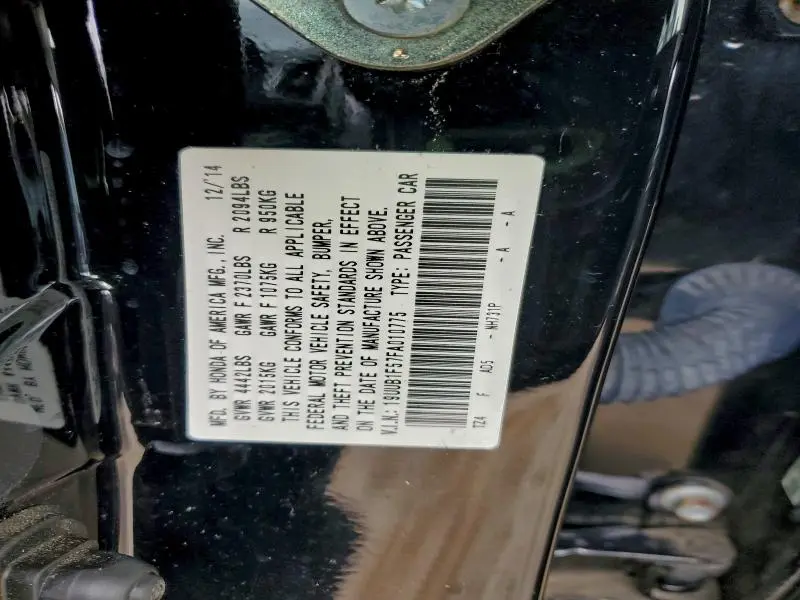 MFD. BY HONDA OF AMERICA MFG., INC. 12/'14
GVWR 4442LBS GAWR F 2370LBS R 2094LBS
GVWR 2015KG GAWR F 1075KG R 950KG
THIS VEHICLE CONFORMS TO ALL APPLICABLE
FEDERAL MOTOR VEHICLE SAFETY, BUMPER,
AND THEFT PREVENTION STANDARDS IN EFFECT
ON THE DATE OF MANUFACTURE SHOWN ABOVE.
V.I.N.: 19UUB1F57FA010775 TYPE: PASSENGER CAR
TZ4 F AD5 - NH731P - A - A